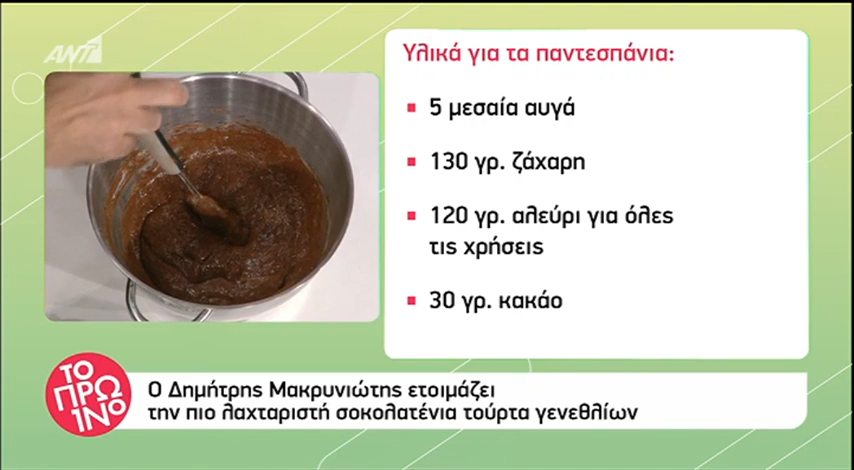 ΑΝΤ1
Υλικά για τα παντεσπάνια:
5 μεσαία αυγά
130 γρ. ζάχαρη
120 γρ. αλεύρι για όλες
τις χρήσεις
30 γρ. κακάο
ΤΟ
ΠΡΩ
ΙΝΟ
Ο Δημήτρης Μακρυνιώτης ετοιμάζει
την πιο λαχταριστή σοκολατένια τούρτα γενεθλίων